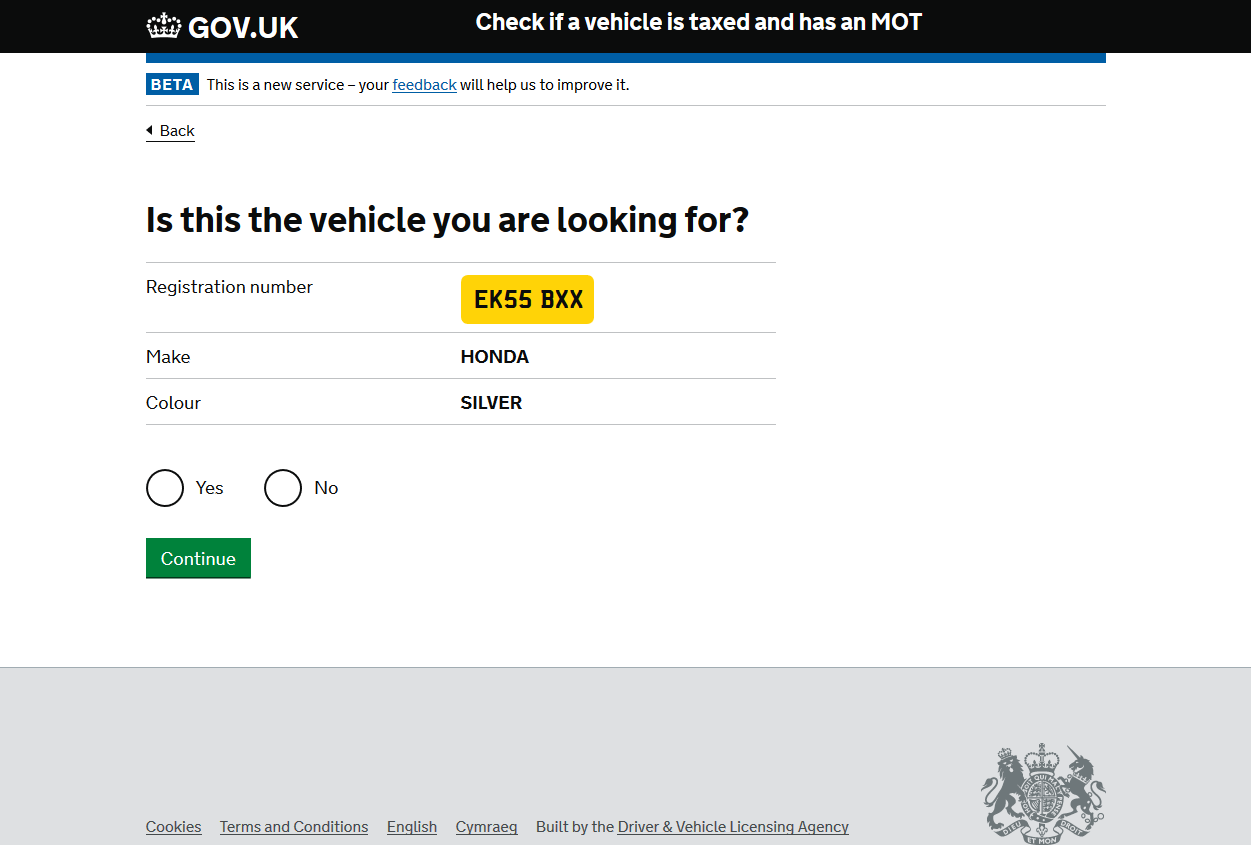 GOV.UK
Check if a vehicle is taxed and has an MOT
BETA This is a new service – your feedback will help us to improve it.
Back
Is this the vehicle you are looking for?
Registration number EK55 BXX
Make HONDA
Colour SILVER
Yes No
Continue
Cookies Terms and Conditions English Cymraeg Built by the Driver & Vehicle Licensing Agency
DIEU ET MON DROIT